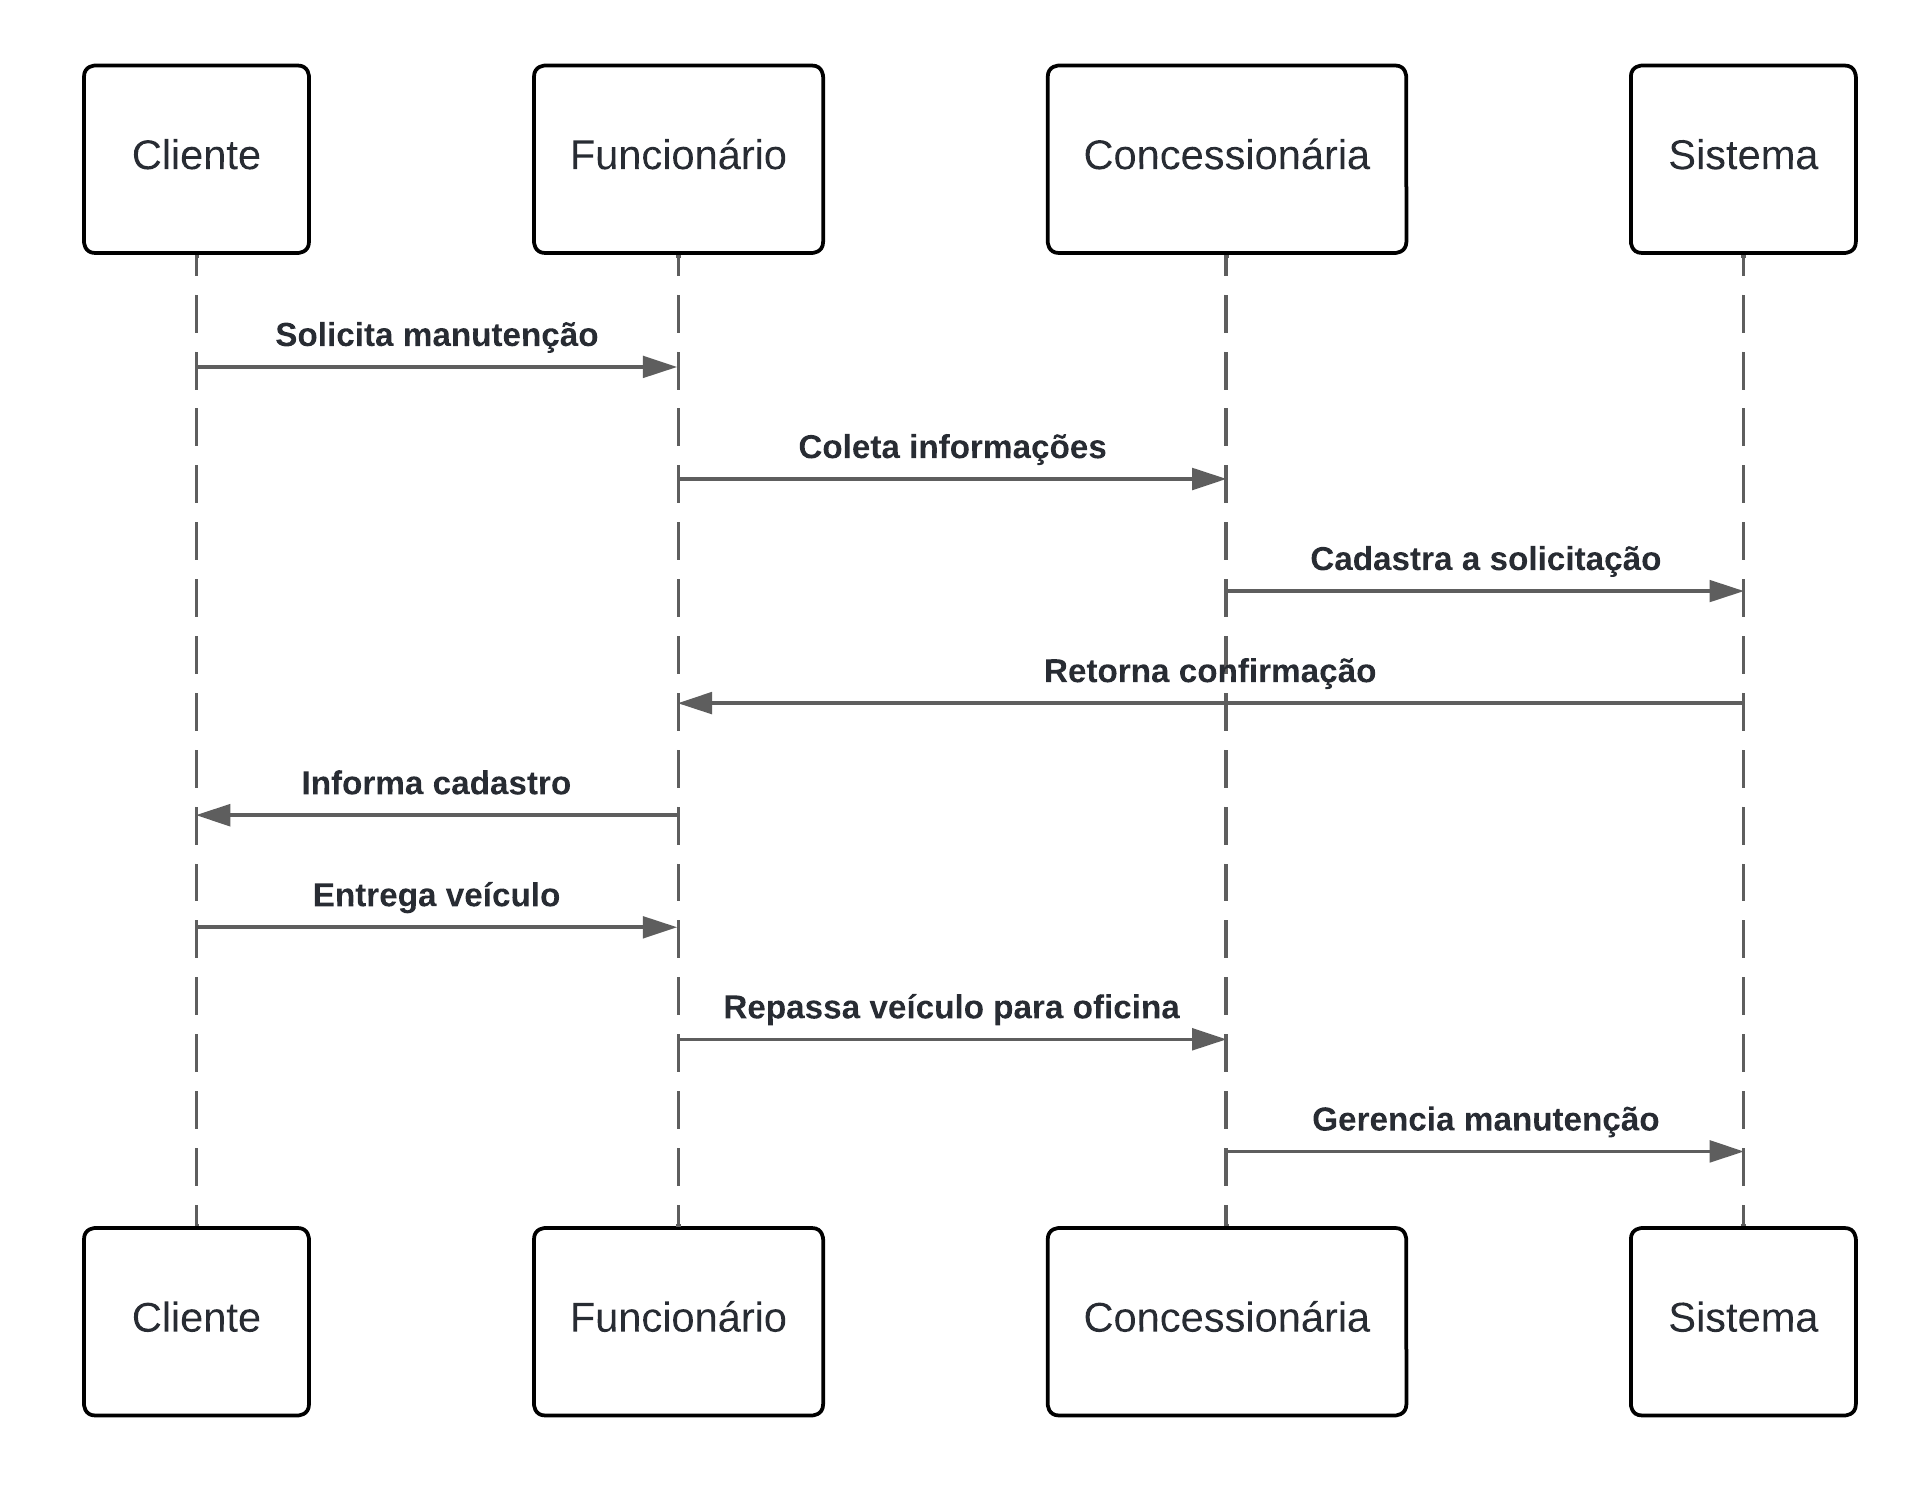 Cliente
Funcionário
Concessionária
Sistema
Solicita manutenção
Coleta informações
Cadastra a solicitação
Retorna confirmação
Informa cadastro
Entrega veículo
Repassa veículo para oficina
Gerencia manutenção
Cliente
Funcionário
Concessionária
Sistema